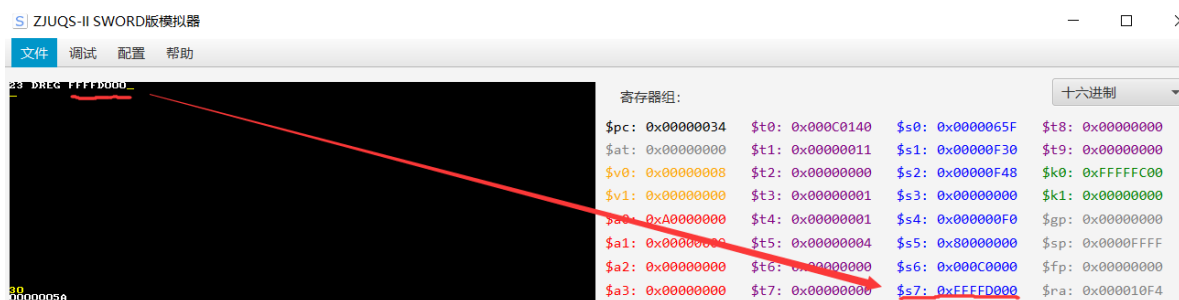 S ZJUQS-II SWORD版模拟器
文件 调试 配置 帮助
23 DREG FFFFD000_
寄存器组: 十六进制
$pc: 0x00000034 $t0: 0x000C0140 $s0: 0x0000065F $t8: 0x00000000
$at: 0x00000000 $t1: 0x00000011 $s1: 0x00000F30 $t9: 0x00000000
$v0: 0x00000008 $t2: 0x00000000 $s2: 0x00000F48 $k0: 0xFFFFFC00
$v1: 0x00000000 $t3: 0x00000001 $s3: 0x00000000 $k1: 0x00000000
$a0: 0xA0000000 $t4: 0x00000001 $s4: 0x000000F0 $gp: 0x00000000
$a1: 0x00000000 $t5: 0x00000004 $s5: 0x80000000 $sp: 0x0000FFFF
$a2: 0x00000000 $t6: 0x00000000 $s6: 0x000C0000 $fp: 0x00000000
$a3: 0x00000000 $t7: 0x00000000 $s7: 0xFFFFD000 $ra: 0x000010F4
30
0000005A